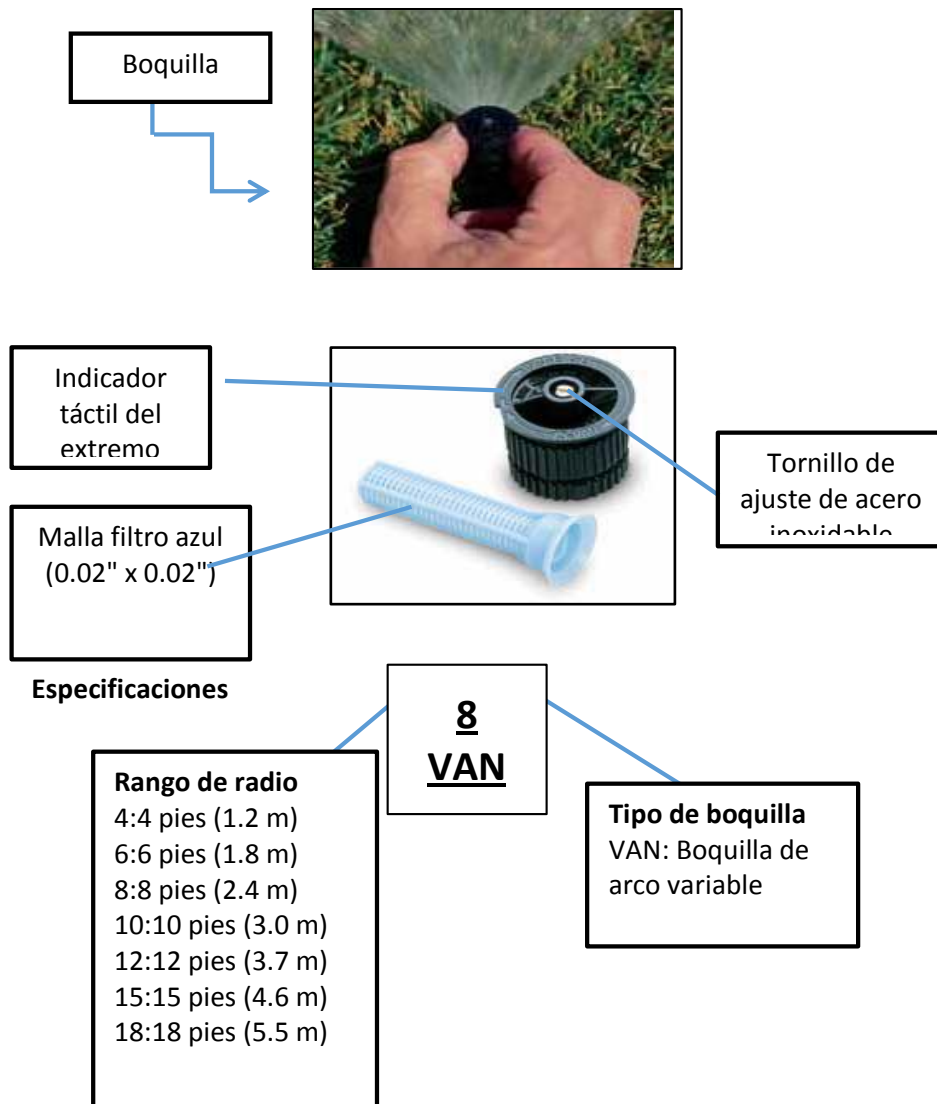 Boquilla
Indicador
táctil del
extremo
Tornillo de
ajuste de acero
inoxidable
Malla filtro azul
(0.02" x 0.02")
Especificaciones
8
VAN
Rango de radio
4:4 pies (1.2 m)
6:6 pies (1.8 m)
8:8 pies (2.4 m)
10:10 pies (3.0 m)
12:12 pies (3.7 m)
15:15 pies (4.6 m)
18:18 pies (5.5 m)
Tipo de boquilla
VAN: Boquilla de
arco variable